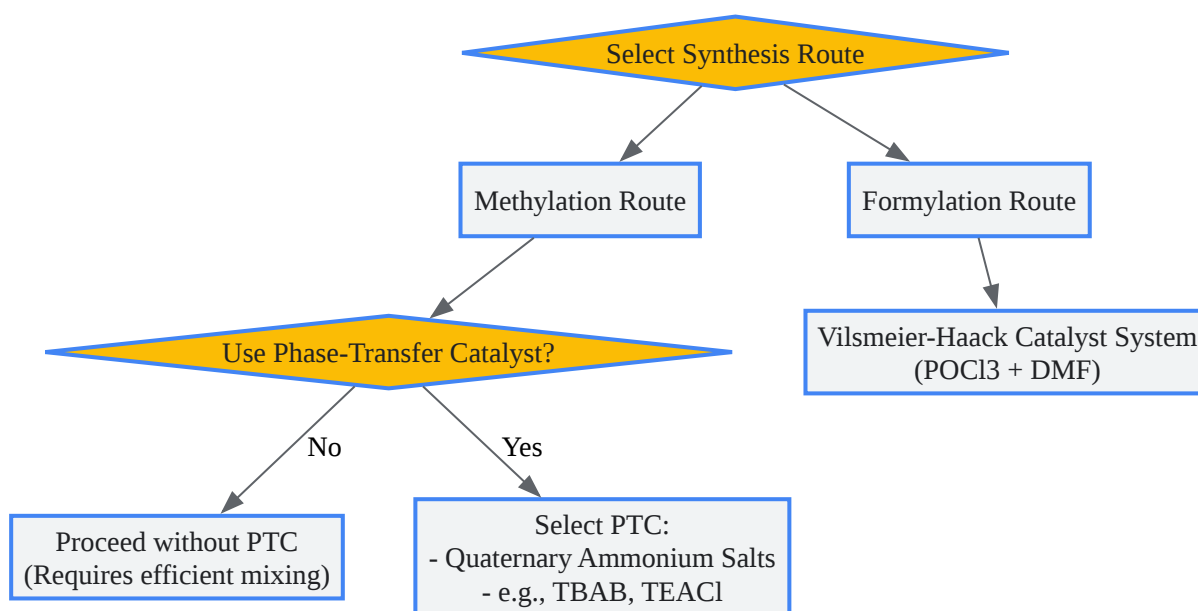 Select Synthesis Route
Methylation Route
Formylation Route
Use Phase-Transfer Catalyst?
Vilsmeier-Haack Catalyst System
(POCl3 + DMF)
No
Yes
Proceed without PTC
(Requires efficient mixing)
Select PTC:
- Quaternary Ammonium Salts
- e.g., TBAB, TEACl